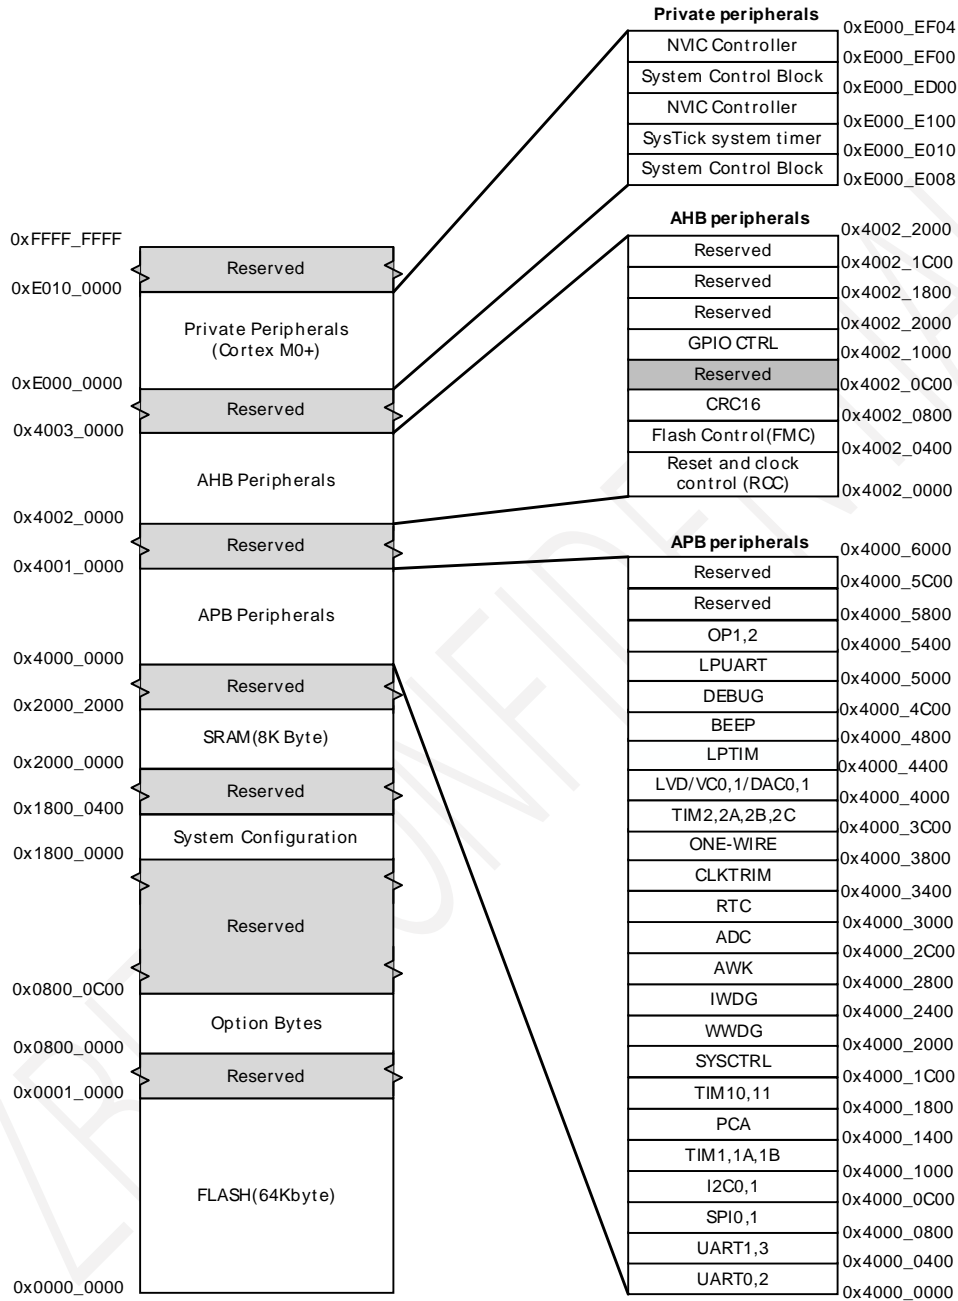 Private peripherals
0xE000_EF04
NVIC Controller
0xE000_EF00
System Control Block
0xE000_ED00
NVIC Controller
0xE000_E100
SysTick system timer
0xE000_E010
System Control Block
0xE000_E008
0xFFFF_FFFF
Reserved
0xE010_0000
Private Peripherals
(Cortex M0+)
0xE000_0000
Reserved
0x4003_0000
AHB Peripherals
0x4002_0000
Reserved
0x4001_0000
APB Peripherals
0x4000_0000
Reserved
0x2000_2000
SRAM(8K Byte)
0x2000_0000
Reserved
0x1800_0400
System Configuration
0x1800_0000
Reserved
0x0800_0C00
Option Bytes
0x0800_0000
Reserved
0x0001_0000
FLASH(64Kbyte)
0x0000_0000
AHB peripherals
0x4002_2000
Reserved
0x4002_1C00
Reserved
0x4002_1800
Reserved
0x4002_2000
GPIO CTRL
0x4002_1000
Reserved
0x4002_0C00
CRC16
0x4002_0800
Flash Control(FMC)
0x4002_0400
Reset and clock
control (RCC)
0x4002_0000
APB peripherals
0x4000_6000
Reserved
0x4000_5C00
Reserved
0x4000_5800
OP1,2
0x4000_5400
LPUART
0x4000_5000
DEBUG
0x4000_4C00
BEEP
0x4000_4800
LPTIM
0x4000_4400
LVD/VC0,1/DAC0,1
0x4000_4000
TIM2,2A,2B,2C
0x4000_3C00
ONE-WIRE
0x4000_3800
CLKTRIM
0x4000_3400
RTC
0x4000_3000
ADC
0x4000_2C00
AWK
0x4000_2800
IWDG
0x4000_2400
WWDG
0x4000_2000
SYSCTRL
0x4000_1C00
TIM10,11
0x4000_1800
PCA
0x4000_1400
TIM1,1A,1B
0x4000_1000
I2C0,1
0x4000_0C00
SPI0,1
0x4000_0800
UART1,3
0x4000_0400
UART0,2
0x4000_0000